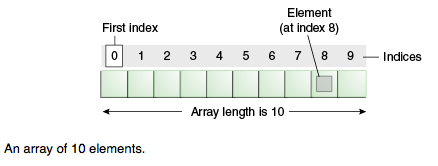 Element
First index (at index 8)
0 1 2 3 4 5 6 7 8 9 Indices
Array length is 10
An array of 10 elements.